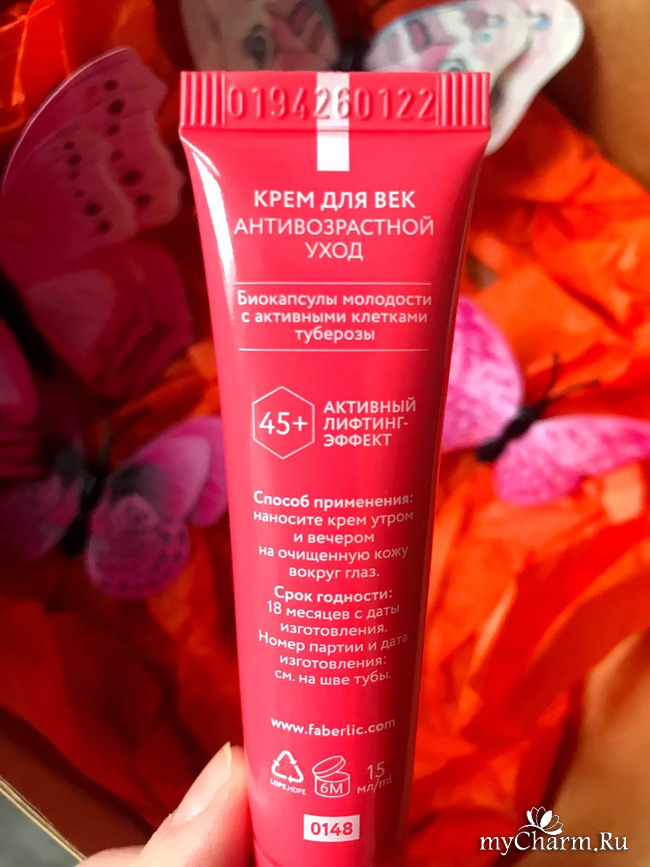 0194260122
КРЕМ ДЛЯ ВЕК
АНТИВОЗРАСТНОЙ
УХОД
Биокапсулы молодости
с активными клетками
туберозы
45+
АКТИВНЫЙ
ЛИФТИНГ-
ЭФФЕКТ
Способ применения:
наносите крем утром
и вечером
на очищенную кожу
вокруг глаз.
Срок годности:
18 месяцев с даты
изготовления.
Номер партии и дата
изготовления:
см. на шве тубы.
www.faberlic.com
LDPE,HDPE
6M
15
мл/ml
0148
myCharm.Ru